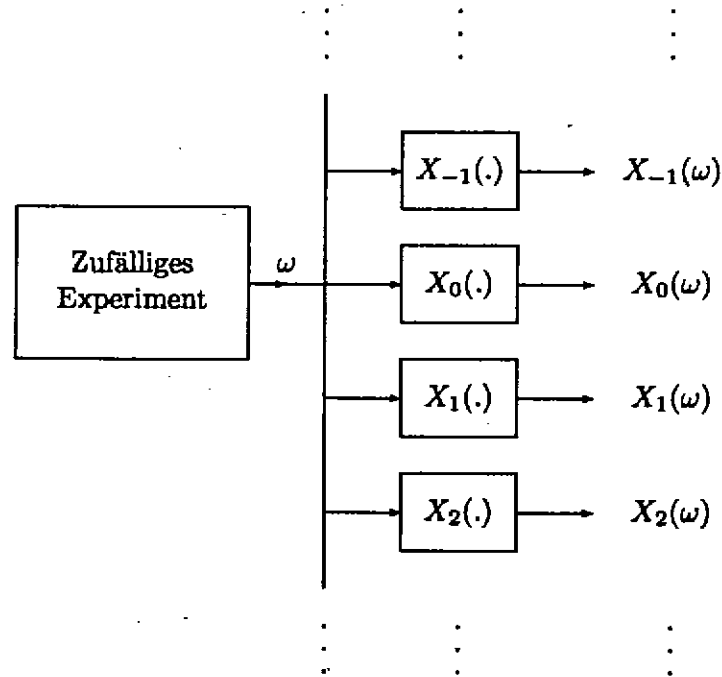 X₋₁(.)
X₋₁(ω)
Zufälliges
Experiment
ω
X₀(.)
X₀(ω)
X₁(.)
X₁(ω)
X₂(.)
X₂(ω)